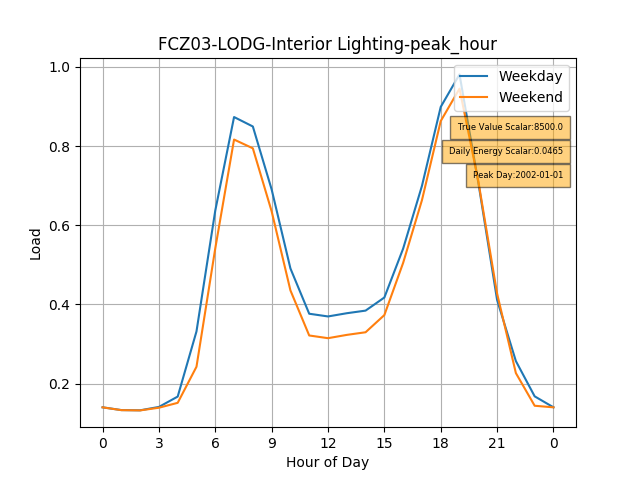 FCZ03-LODG-Interior Lighting-peak_hour
Weekday
Weekend
True Value Scalar:8500.0
Daily Energy Scalar:0.0465
Peak Day:2002-01-01
Load
1.0
0.8
0.6
0.4
0.2
0 3 6 9 12 15 18 21 0
Hour of Day